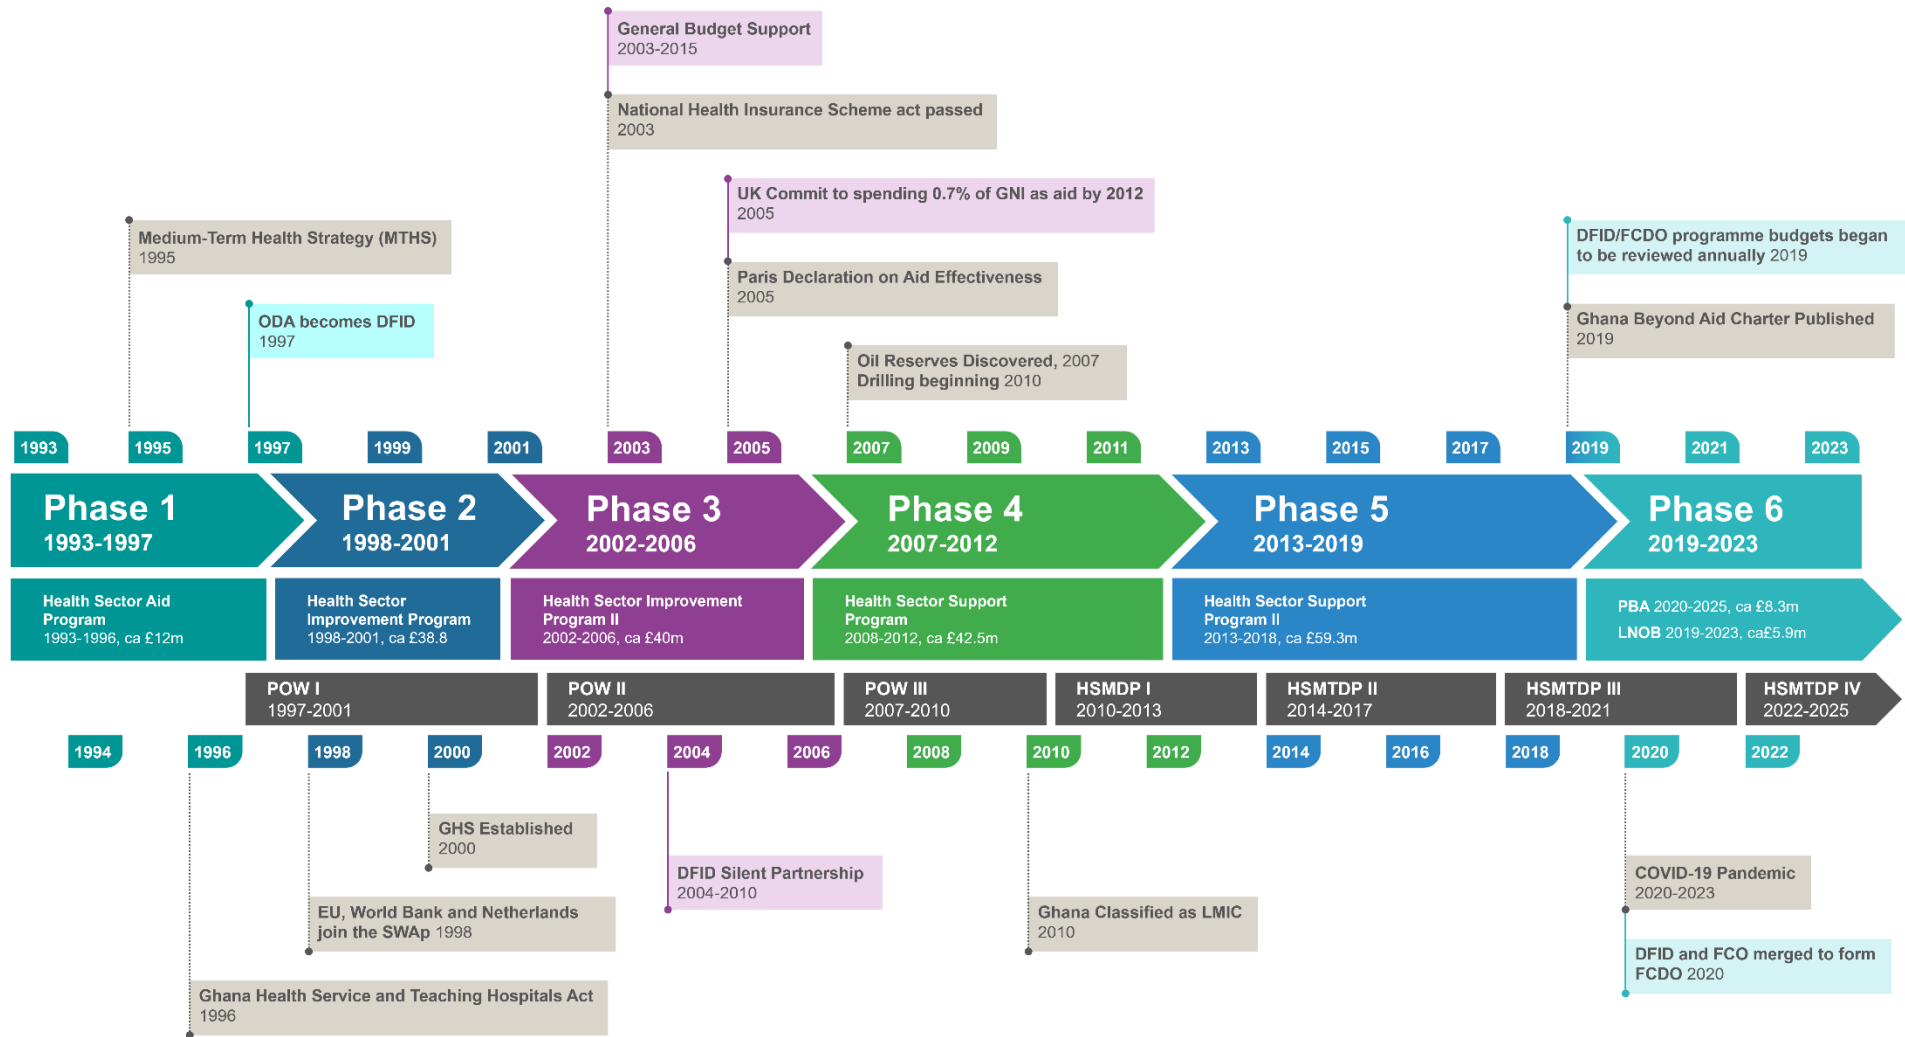 General Budget Support
2003-2015
National Health Insurance Scheme act passed
2003
UK Commit to spending 0.7% of GNI as aid by 2012
2005
Medium-Term Health Strategy (MTHS)
1995
DFID/FCDO programme budgets began
to be reviewed annually 2019
Paris Declaration on Aid Effectiveness
2005
ODA becomes DFID
1997
Ghana Beyond Aid Charter Published
2019
Oil Reserves Discovered, 2007
Drilling beginning 2010
1993
1995
1997
1999
2001
2003
2005
2007
2009
2011
2013
2015
2017
2019
2021
2023
Phase 1
1993-1997
Phase 2
1998-2001
Phase 3
2002-2006
Phase 4
2007-2012
Phase 5
2013-2019
Phase 6
2019-2023
Health Sector Aid
Program
1993-1996, ca £12m
Health Sector
Improvement Program
1998-2001, ca £38.8
Health Sector Improvement
Program II
2002-2006, ca £40m
Health Sector Support
Program
2008-2012, ca £42.5m
Health Sector Support
Program II
2013-2018, ca £59.3m
PBA 2020-2025, ca £8.3m
LNOB 2019-2023, ca£5.9m
POW I
1997-2001
POW II
2002-2006
POW III
2007-2010
HSMDP I
2010-2013
HSMTDP II
2014-2017
HSMTDP III
2018-2021
HSMTDP IV
2022-2025
1994
1996
1998
2000
2002
2004
2006
2008
2010
2012
2014
2016
2018
2020
2022
GHS Established
2000
DFID Silent Partnership
2004-2010
COVID-19 Pandemic
2020-2023
EU, World Bank and Netherlands
join the SWAp 1998
Ghana Classified as LMIC
2010
DFID and FCO merged to form
FCDO 2020
Ghana Health Service and Teaching Hospitals Act
1996